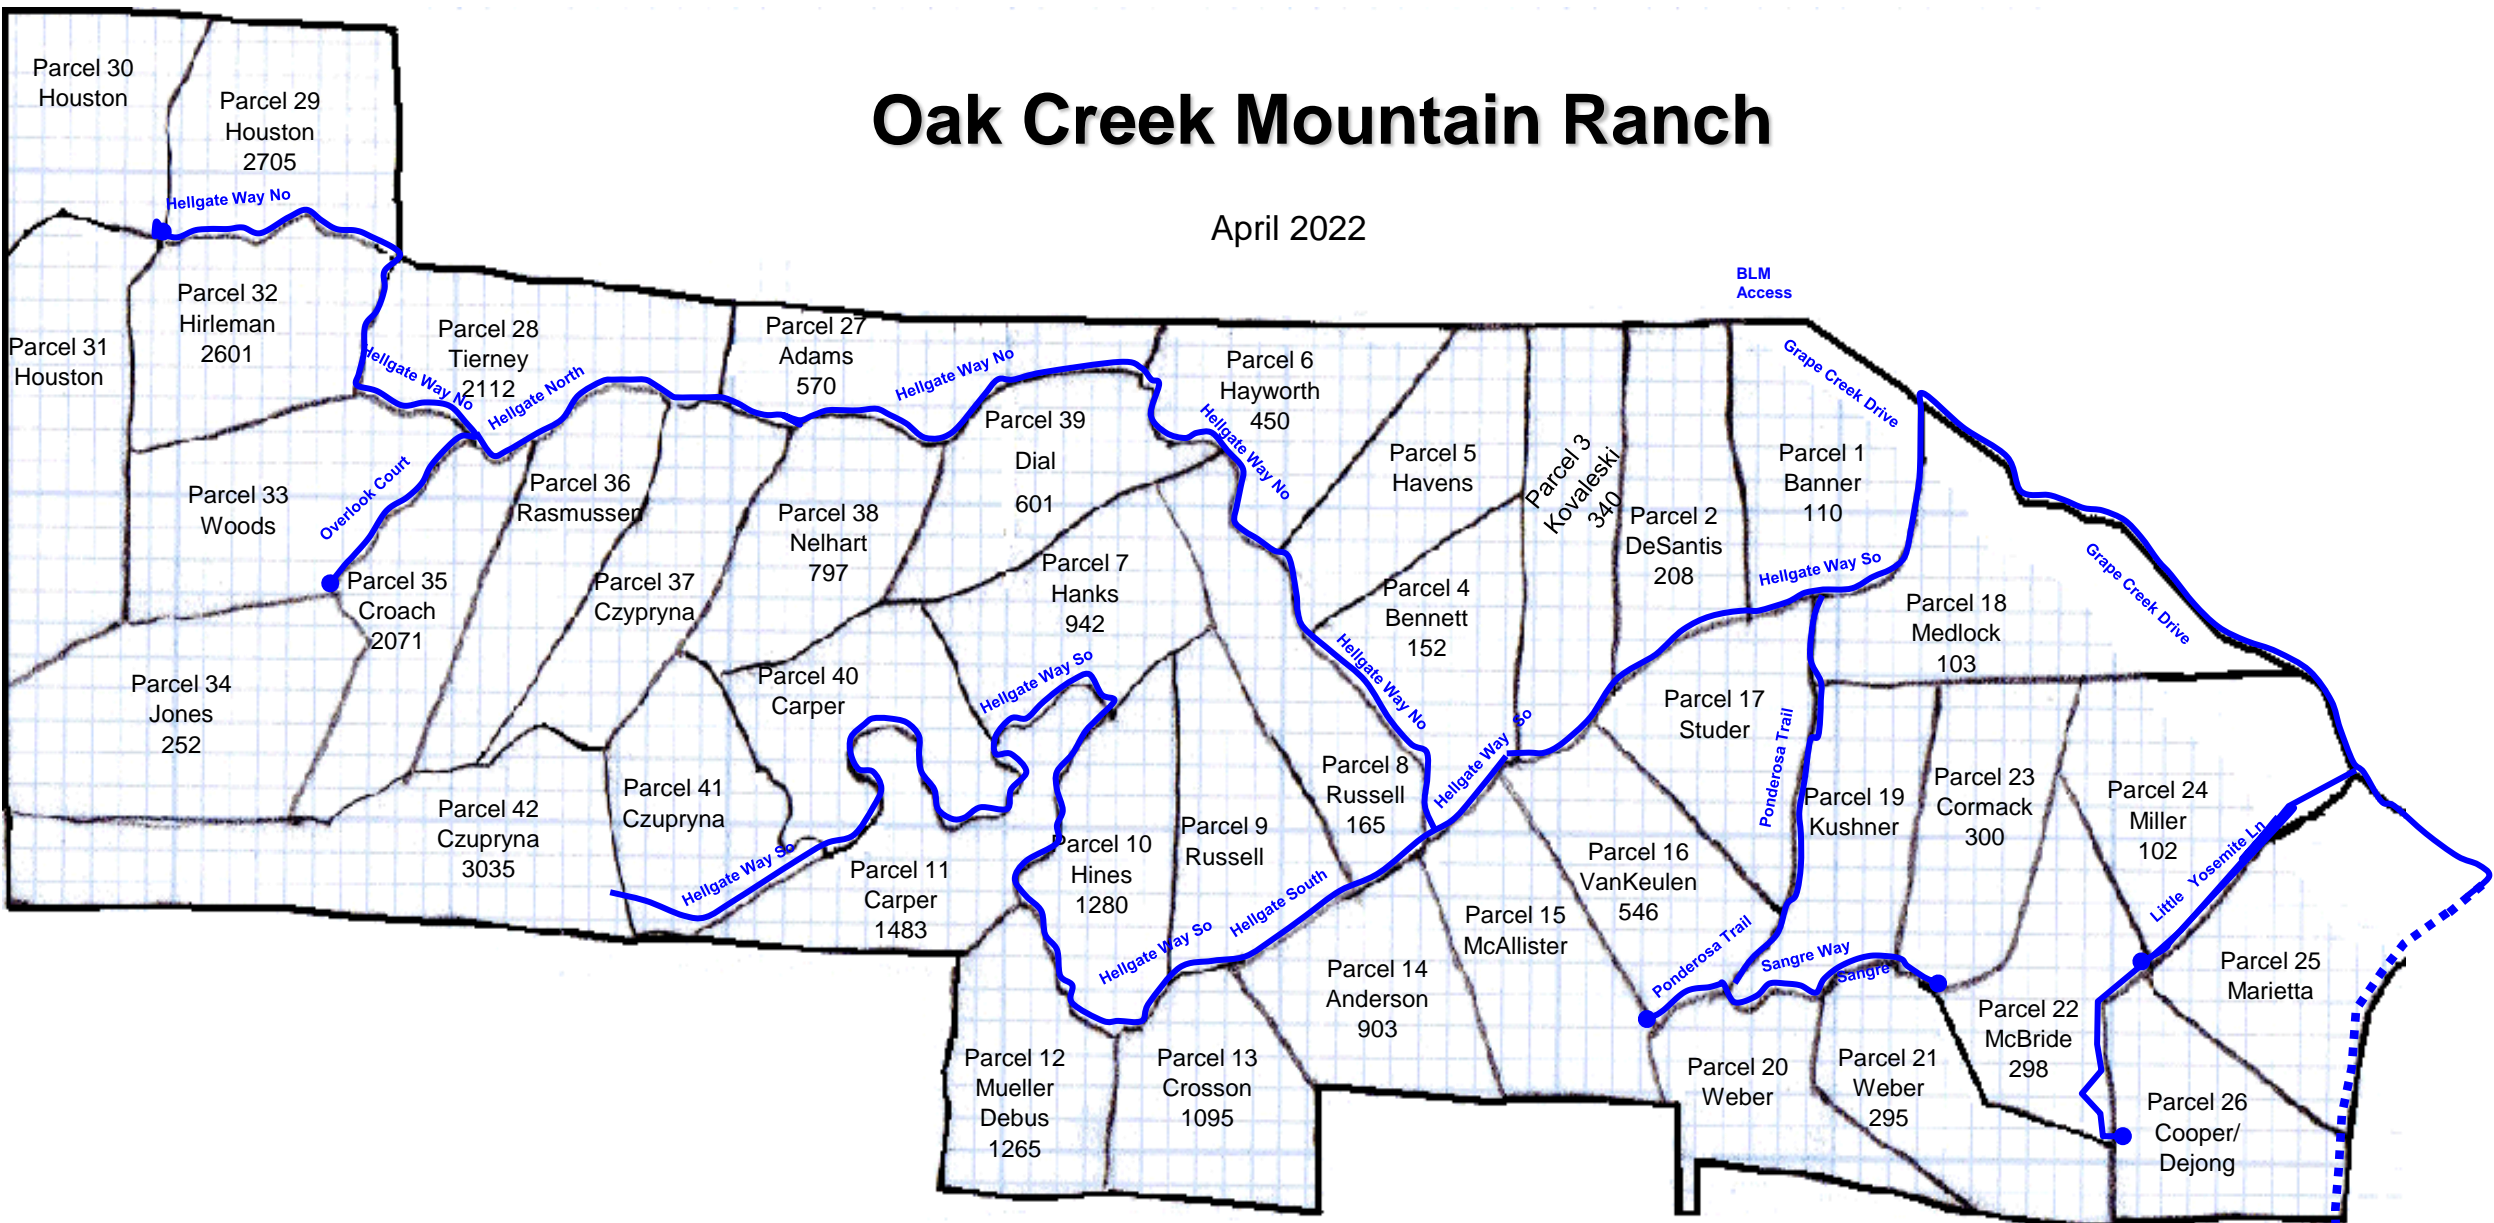 Oak Creek Mountain Ranch
April 2022
BLM
Access
Parcel 30
Houston
Parcel 29
Houston
2705
Hellgate Way No
Parcel 32
Hirleman
2601
Parcel 31
Houston
Parcel 28
Tierney
2112
Hellgate Way No
Hellgate North
Parcel 27
Adams
570
Hellgate Way No
Parcel 39
Dial
601
Parcel 6
Hayworth
450
Hellgate Way No
Parcel 5
Havens
Parcel 3
Kovaleski
340
Parcel 2
DeSantis
208
Parcel 1
Banner
110
Grape Creek Drive
Hellgate Way So
Grape Creek Drive
Parcel 33
Woods
Overlook Court
Parcel 36
Rasmussen
Parcel 38
Nelhart
797
Parcel 35
Croach
2071
Parcel 37
Czypryna
Parcel 7
Hanks
942
Parcel 4
Bennett
152
Parcel 18
Medlock
103
Parcel 34
Jones
252
Parcel 40
Carper
Hellgate Way So
Hellgate Way No
Hellgate Way So
Parcel 17
Studer
Ponderosa Trail
Parcel 42
Czupryna
3035
Parcel 41
Czupryna
Hellgate Way So
Parcel 11
Carper
1483
Parcel 10
Hines
1280
Parcel 9
Russell
Parcel 8
Russell
165
Parcel 19
Kushner
Parcel 23
Cormack
300
Parcel 24
Miller
102
Little Yosemite Ln
Hellgate Way So
Hellgate South
Parcel 15
McAllister
Parcel 16
VanKeulen
546
Ponderosa Trail
Sangre Way
Sangre
Parcel 25
Marietta
Parcel 14
Anderson
903
Parcel 22
McBride
298
Parcel 12
Mueller
Debus
1265
Parcel 13
Crosson
1095
Parcel 20
Weber
Parcel 21
Weber
295
Parcel 26
Cooper/
Dejong